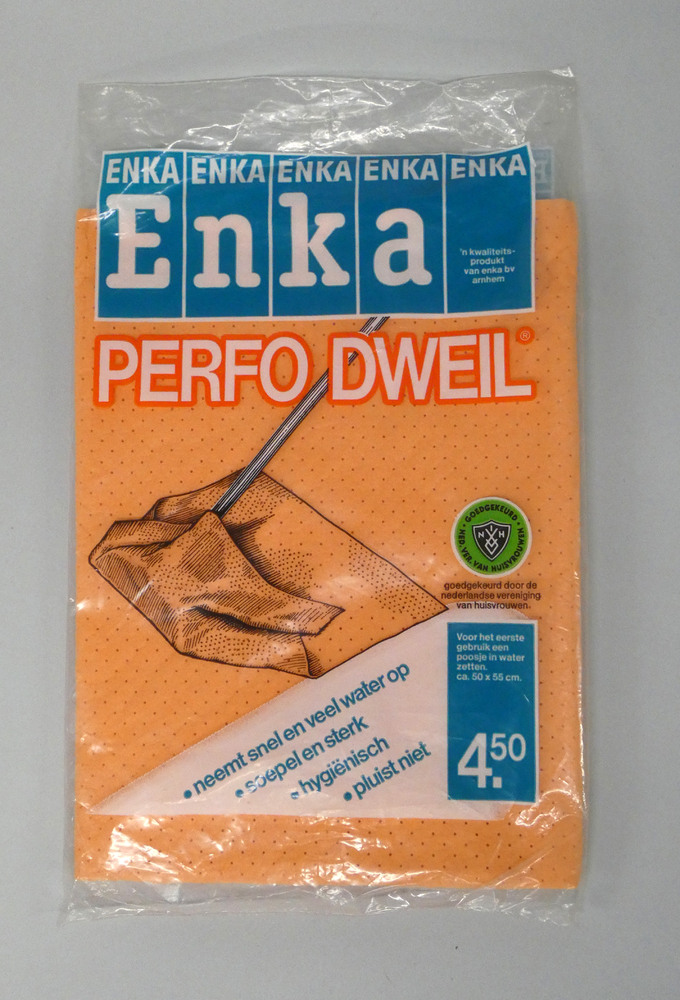 ENKA ENKA ENKA ENKA ENKA
Enka
'n kwaliteits-
produkt
van enka bv
arnhem
PERFO DWEIL®
GOEDGEKEURD
NED. VER. VAN HUISVROUWEN
N V H
goedgekeurd door de
nederlandse vereniging
van huisvrouwen.
Voor het eerste
gebruik een
poosje in water
zetten.
ca. 50 x 55 cm.
4.50
• neemt snel en veel water op
• soepel en sterk
• hygiënisch
• pluist niet